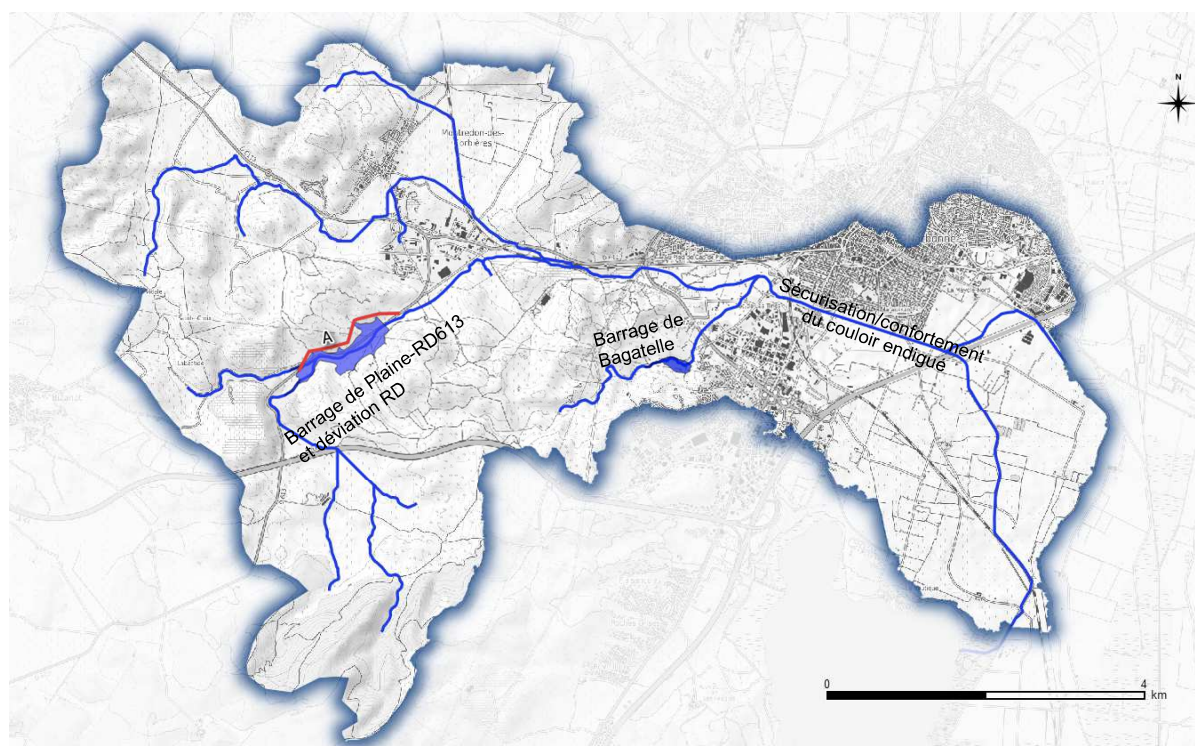 N
Montredon-des-
Corbières
A
Sécurisation/confortement
du couloir endigué
Barrage de
Bagatelle
Barrage de Plaine-RD613
et déviation RD
0
4
km